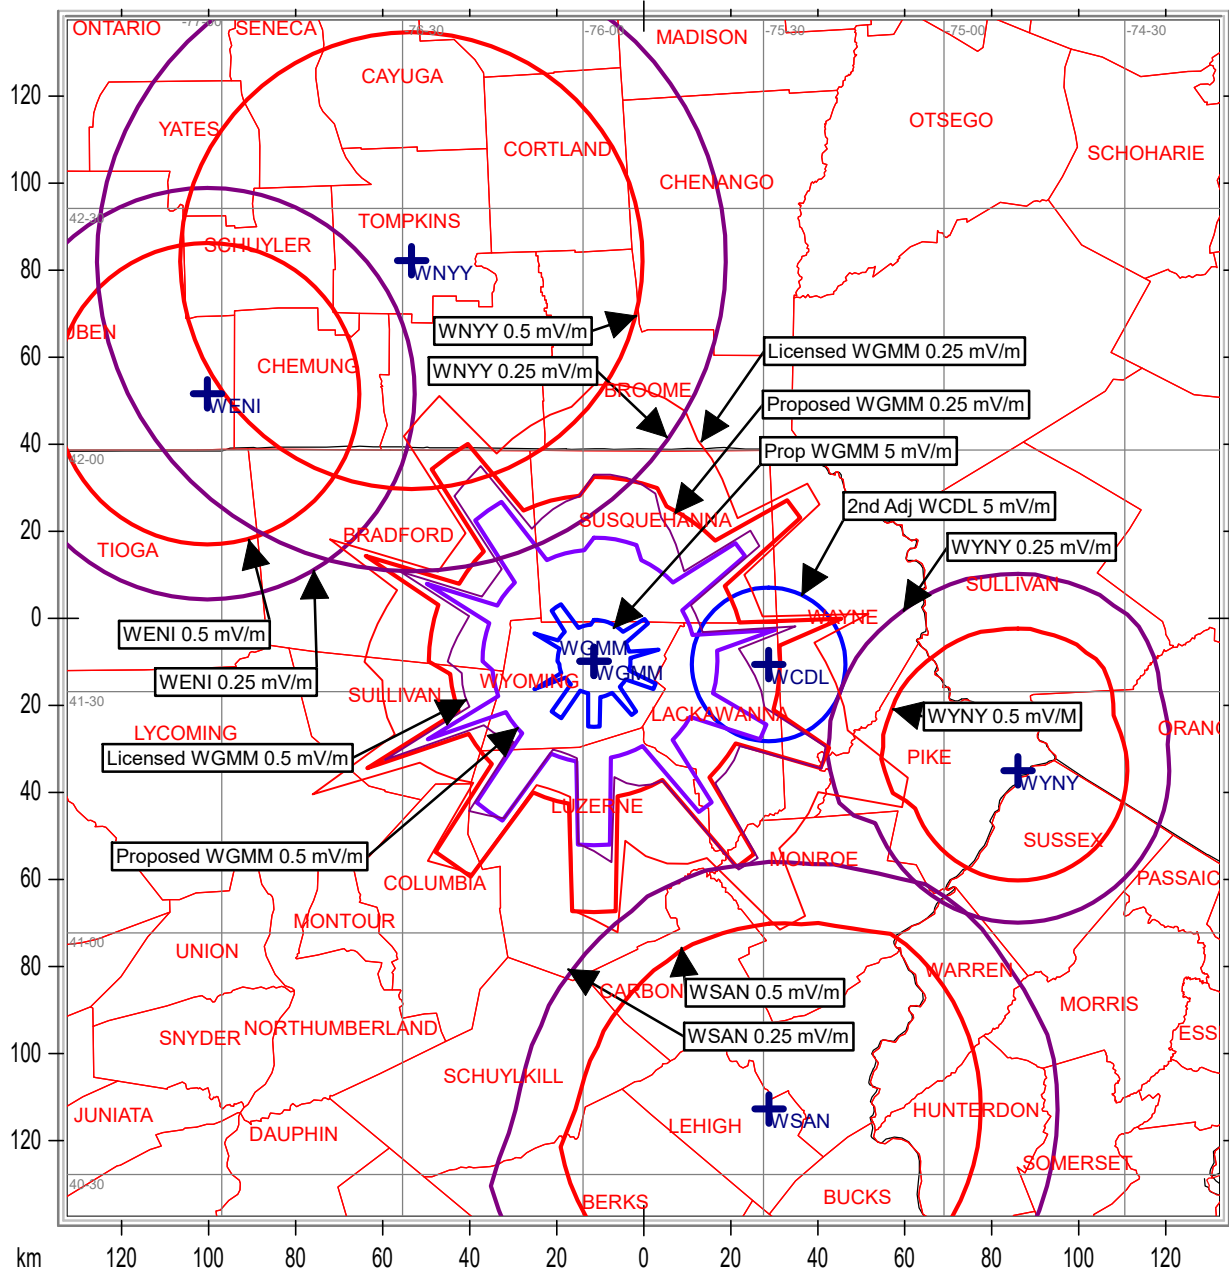 -77-00
-76-30
-76-00
-75-30
-75-00
-74-30
ONTARIO
SENECA
MADISON
CAYUGA
120
YATES
OTSEGO
CORTLAND
SCHOHARIE
100
CHENANGO
42-30
TOMPKINS
SCHUYLER
80
WNYY
UBEN
WNYY 0.5 mV/m
Licensed WGMM 0.25 mV/m
60
CHEMUNG
WNYY 0.25 mV/m
BROOME
WENI
Proposed WGMM 0.25 mV/m
40
Prop WGMM 5 mV/m
42-00
2nd Adj WCDL 5 mV/m
20
SUSQUEHANNA
BRADFORD
TIOGA
WYNY 0.25 mV/m
SULLIVAN
0
WAYNE
WENI 0.5 mV/m
WGMM
WGMM
WCDL
WENI 0.25 mV/m
WYOMING
41-30
SULLIVAN
20
LACKAWANNA
WYNY 0.5 mV/M
ORANG
LYCOMING
Licensed WGMM 0.5 mV/m
PIKE
WYNY
40
LUZERNE
SUSSEX
Proposed WGMM 0.5 mV/m
MONROE
60
COLUMBIA
PASSAIC
MONTOUR
41-00
UNION
80
WARREN
CARBON
WSAN 0.5 mV/m
MORRIS
SNYDER
NORTHUMBERLAND
WSAN 0.25 mV/m
ESS
100
SCHUYLKILL
JUNIATA
HUNTERDON
WSAN
LEHIGH
DAUPHIN
120
SOMERSET
40-30
BERKS
BUCKS
km
120
100
80
60
40
20
0
20
40
60
80
100
120